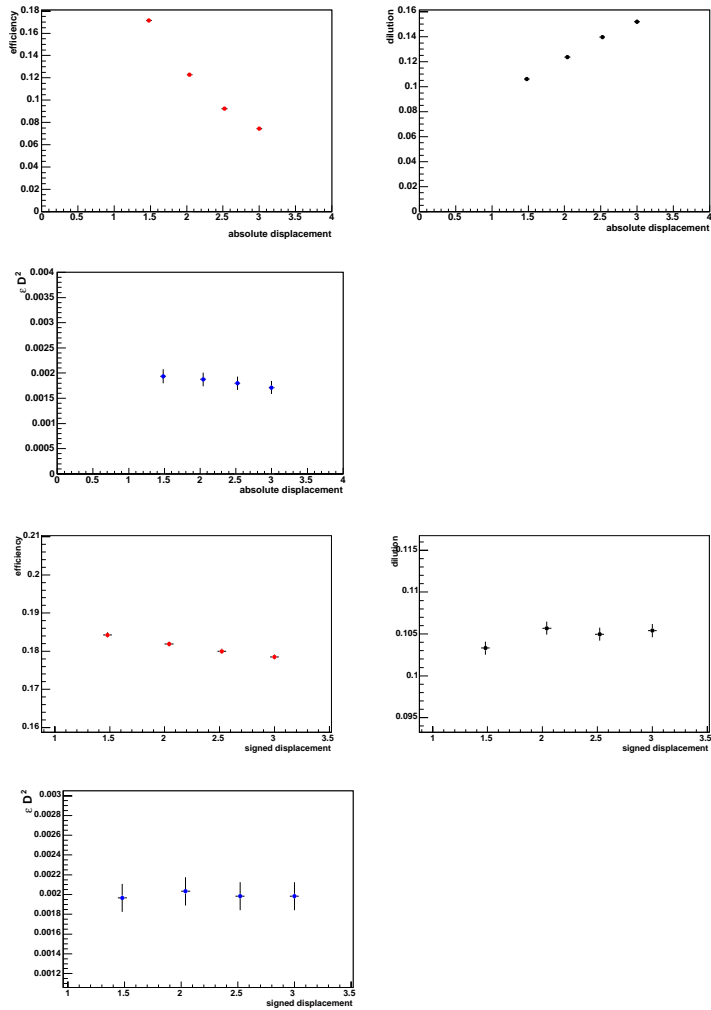 efficiency
0.18
0.16
0.14
0.12
0.1
0.08
0.06
0.04
0.02
0
0 0.5 1 1.5 2 2.5 3 3.5 4
absolute displacement
dilution
0.16
0.14
0.12
0.1
0.08
0.06
0.04
0.02
0
0 0.5 1 1.5 2 2.5 3 3.5 4
absolute displacement
ε D²
0.004
0.0035
0.003
0.0025
0.002
0.0015
0.001
0.0005
0
0 0.5 1 1.5 2 2.5 3 3.5 4
absolute displacement
efficiency
0.21
0.2
0.19
0.18
0.17
0.16
1 1.5 2 2.5 3 3.5
signed displacement
dilution
0.115
0.11
0.105
0.1
0.095
1 1.5 2 2.5 3 3.5
signed displacement
ε D²
0.003
0.0028
0.0026
0.0024
0.0022
0.002
0.0018
0.0016
0.0014
0.0012
1 1.5 2 2.5 3 3.5
signed displacement